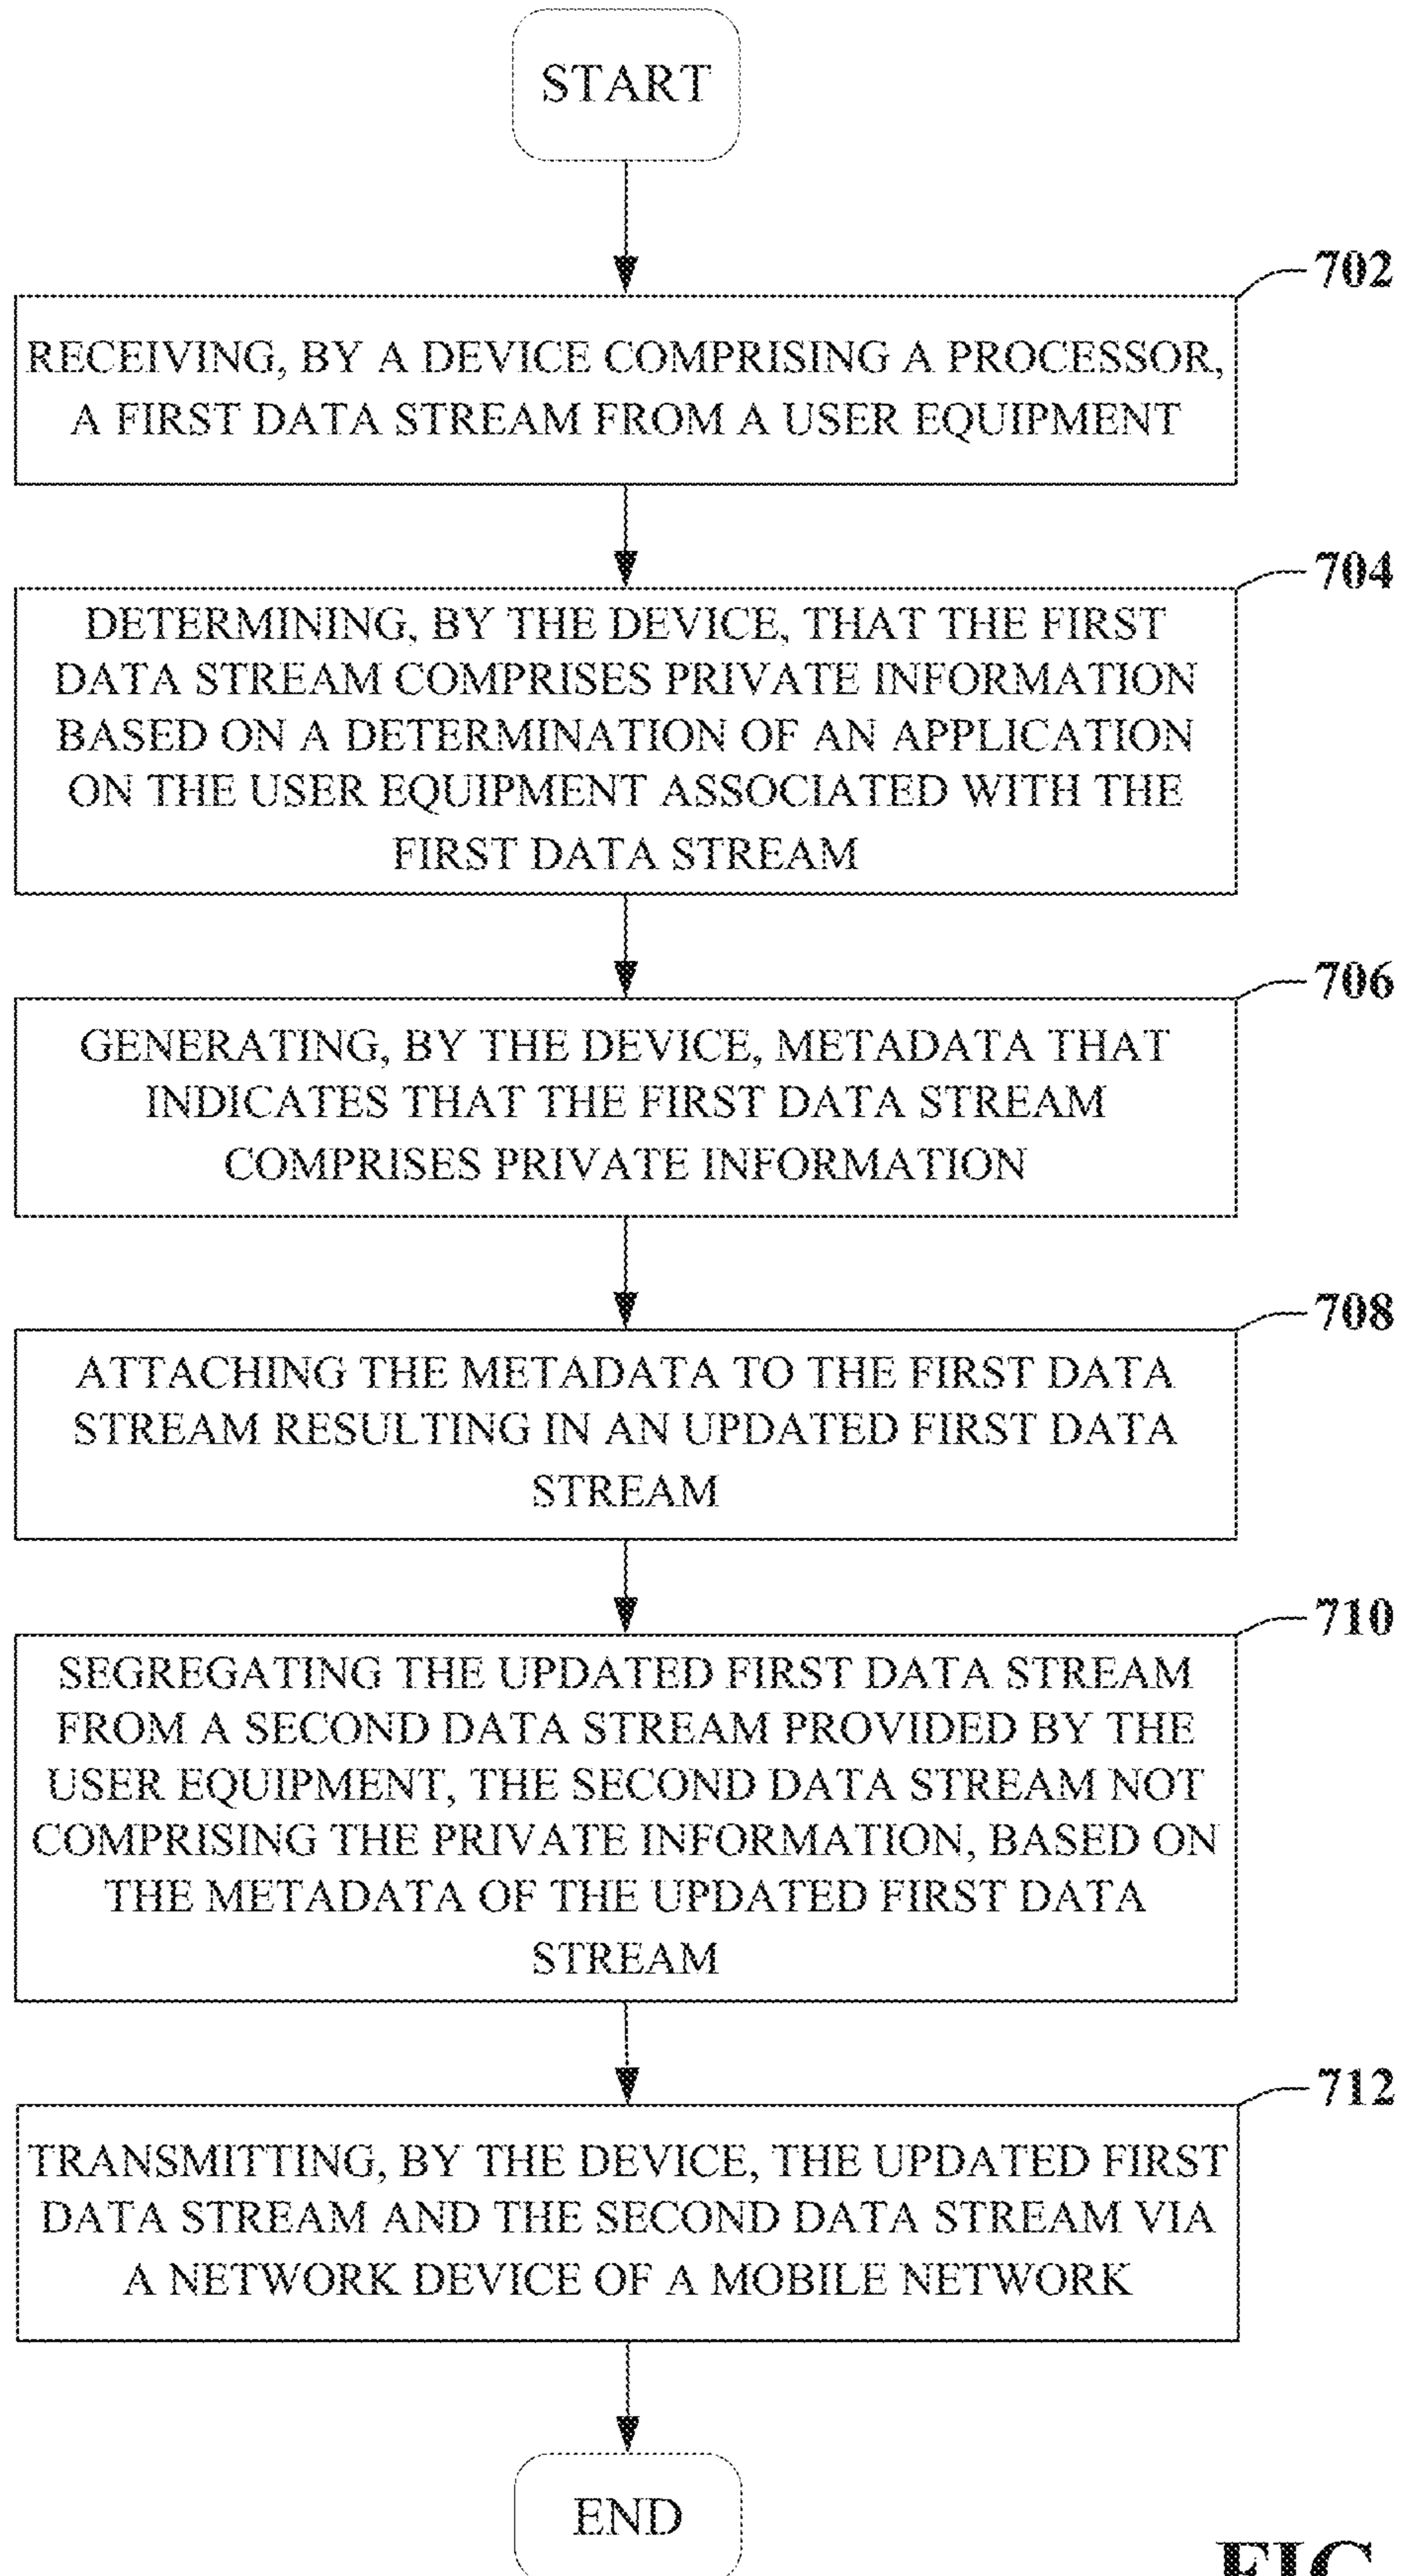 START
702
RECEIVING, BY A DEVICE COMPRISING A PROCESSOR,
A FIRST DATA STREAM FROM A USER EQUIPMENT
704
DETERMINING, BY THE DEVICE, THAT THE FIRST
DATA STREAM COMPRISES PRIVATE INFORMATION
BASED ON A DETERMINATION OF AN APPLICATION
ON THE USER EQUIPMENT ASSOCIATED WITH THE
FIRST DATA STREAM
706
GENERATING, BY THE DEVICE, METADATA THAT
INDICATES THAT THE FIRST DATA STREAM
COMPRISES PRIVATE INFORMATION
708
ATTACHING THE METADATA TO THE FIRST DATA
STREAM RESULTING IN AN UPDATED FIRST DATA
STREAM
710
SEGREGATING THE UPDATED FIRST DATA STREAM
FROM A SECOND DATA STREAM PROVIDED BY THE
USER EQUIPMENT, THE SECOND DATA STREAM NOT
COMPRISING THE PRIVATE INFORMATION, BASED ON
THE METADATA OF THE UPDATED FIRST DATA
STREAM
712
TRANSMITTING, BY THE DEVICE, THE UPDATED FIRST
DATA STREAM AND THE SECOND DATA STREAM VIA
A NETWORK DEVICE OF A MOBILE NETWORK
END
FIG